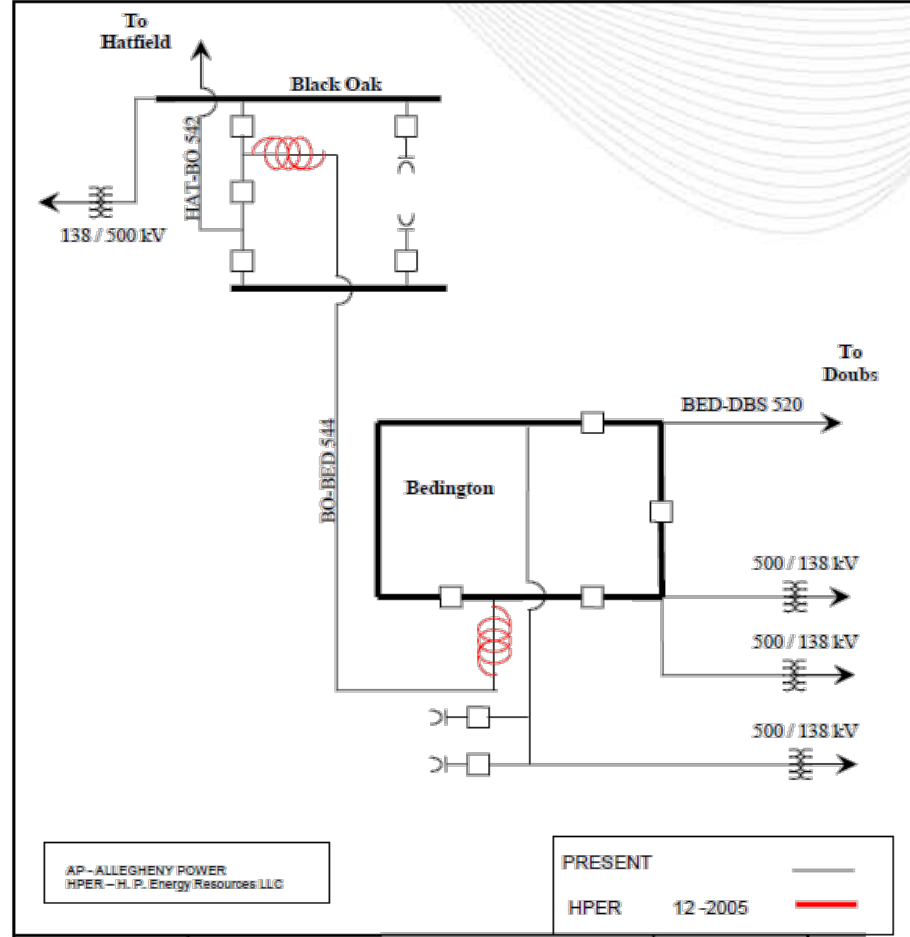 To
Hatfield
Black Oak
HAT-BO 542
138 / 500 kV
To
Doubs
BED-DBS 520
BO-BED 544
Bedington
500 / 138 kV
500 / 138 kV
500 / 138 kV
AP - ALLEGHENY POWER
HPER – H. P. Energy Resources LLC
PRESENT
HPER 12 -2005